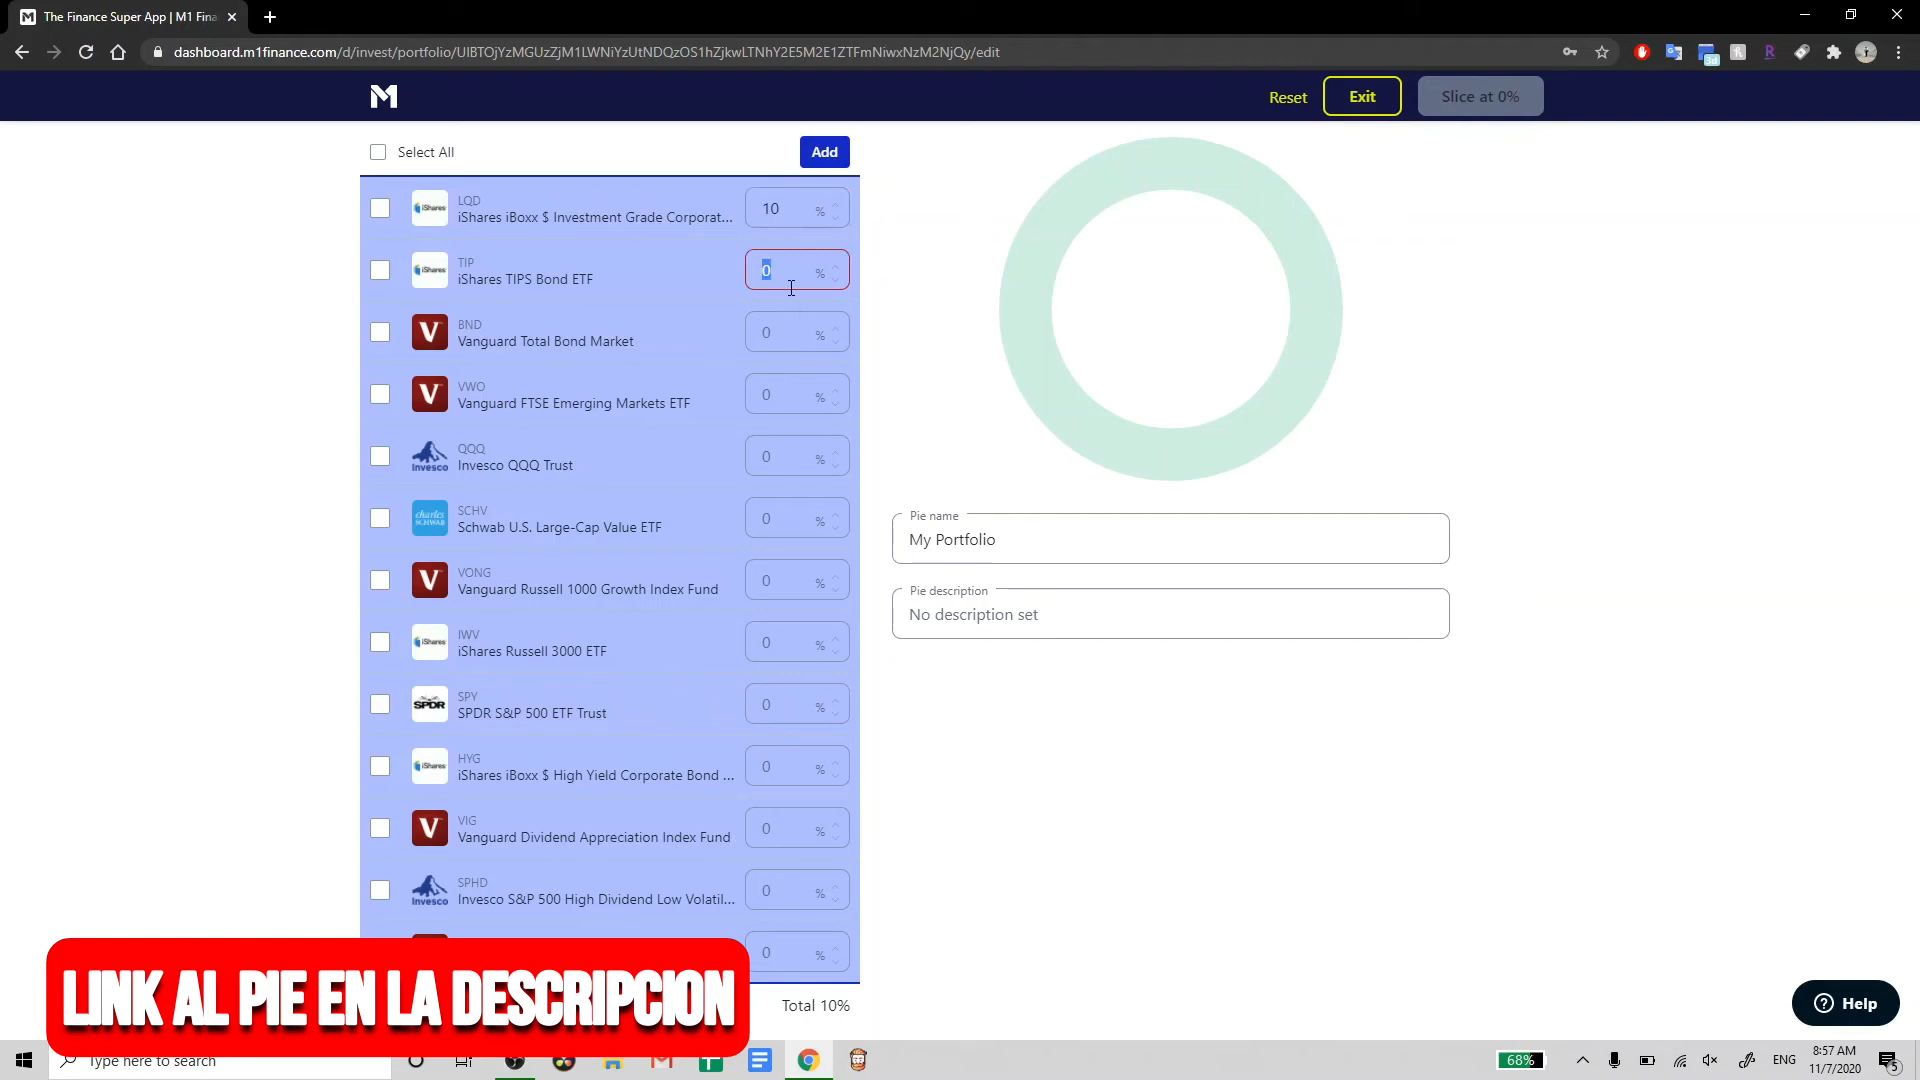 The Finance Super App | M1 Fina
dashboard.m1finance.com/d/invest/portfolio/UlBTOjYzMGUzZjM1LWNiYzUtNDQzOS1hZjkwLTNhY2E5M2E1ZTFmNiwxNzM2NjQy/edit
Reset
Exit
Slice at 0%
Select All
Add
LQD
iShares iBoxx $ Investment Grade Corporat...
10 %
TIP
iShares TIPS Bond ETF
0 %
BND
Vanguard Total Bond Market
0 %
VWO
Vanguard FTSE Emerging Markets ETF
0 %
QQQ
Invesco QQQ Trust
0 %
SCHV
Schwab U.S. Large-Cap Value ETF
0 %
VONG
Vanguard Russell 1000 Growth Index Fund
0 %
IWV
iShares Russell 3000 ETF
0 %
SPY
SPDR S&P 500 ETF Trust
0 %
HYG
iShares iBoxx $ High Yield Corporate Bond ...
0 %
VIG
Vanguard Dividend Appreciation Index Fund
0 %
SPHD
Invesco S&P 500 High Dividend Low Volatil...
0 %
0 %
Total 10%
Pie name
My Portfolio
Pie description
No description set
Help
LINK AL PIE EN LA DESCRIPCION
Type here to search
68%
ENG
8:57 AM
11/7/2020
5